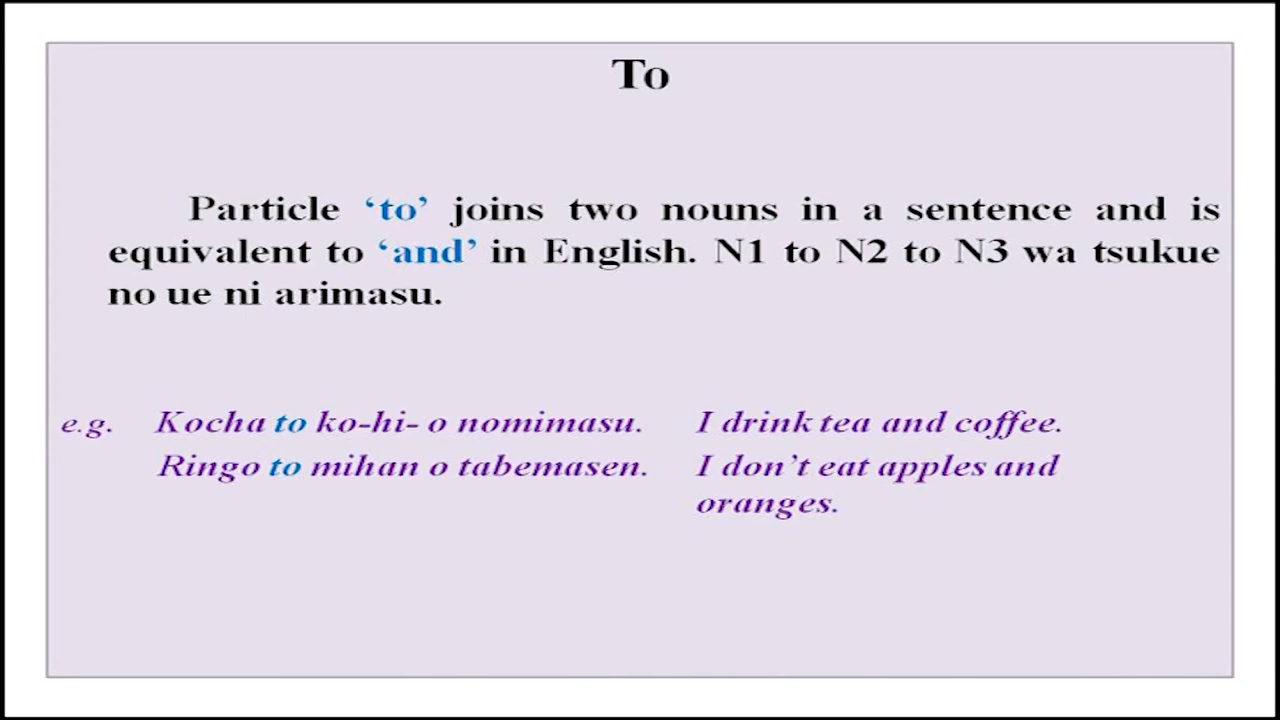 To
Particle ‘to’ joins two nouns in a sentence and is
equivalent to ‘and’ in English. N1 to N2 to N3 wa tsukue
no ue ni arimasu.
e.g. Kocha to ko-hi- o nomimasu. I drink tea and coffee.
Ringo to mihan o tabemasen. I don’t eat apples and
oranges.